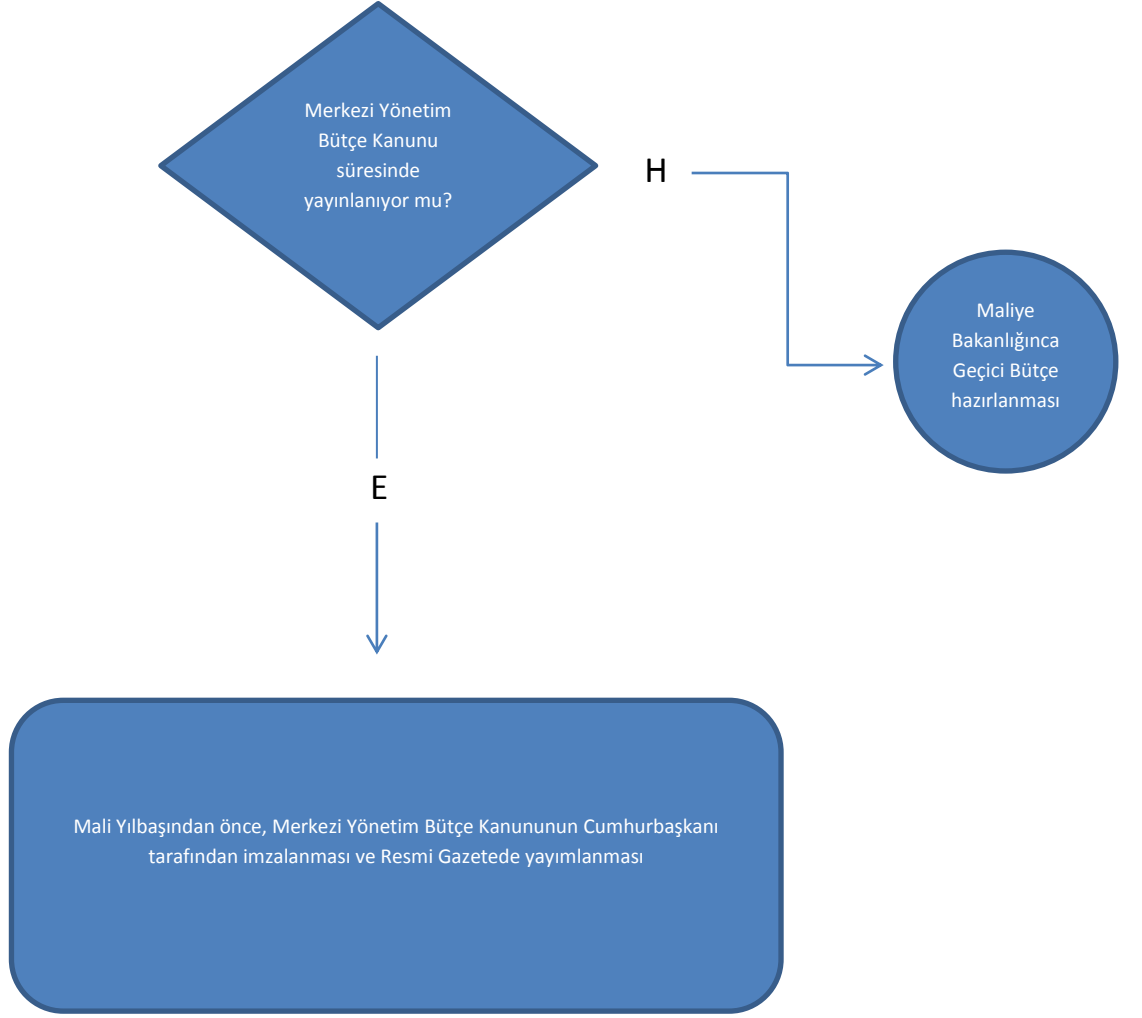 Merkezi Yönetim
Bütçe Kanunu
süresinde
yayınlanıyor mu?
H
Maliye
Bakanlığınca
Geçici Bütçe
hazırlanması
E
Mali Yılbaşından önce, Merkezi Yönetim Bütçe Kanununun Cumhurbaşkanı
tarafından imzalanması ve Resmi Gazetede yayımlanması